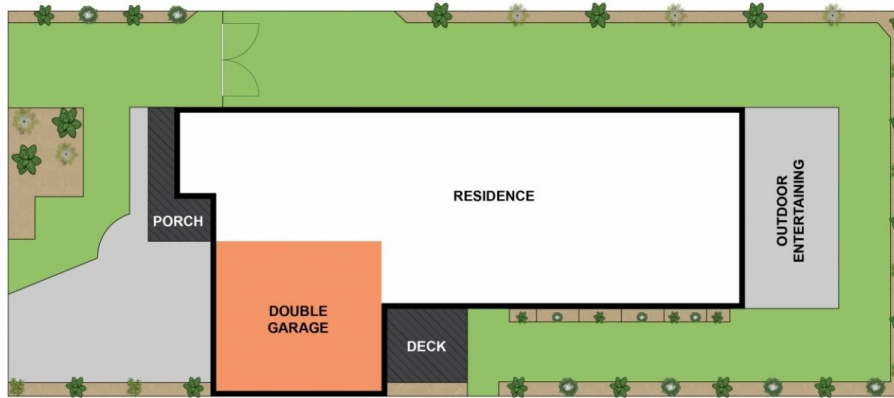 RESIDENCE
PORCH
OUTDOOR
ENTERTAINING
DOUBLE
GARAGE
DECK